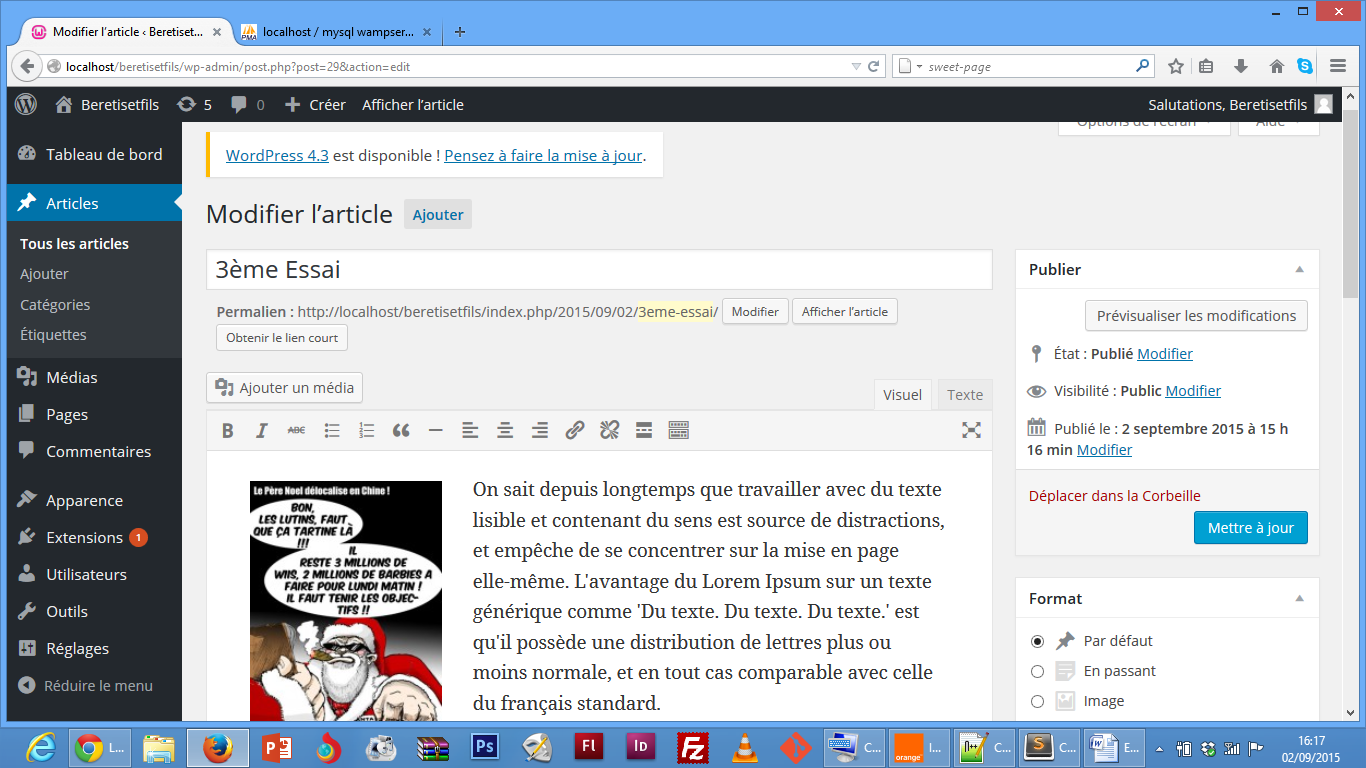 Modifier l'article ‹ Beretiset...
localhost / mysql wampser...
localhost/beretisetfils/wp-admin/post.php?post=29&action=edit
sweet-page
Beretisetfils
5
0
Créer
Afficher l'article
Salutations, Beretisetfils
Options de l'écran
Aide
Tableau de bord
Articles
Tous les articles
Ajouter
Catégories
Étiquettes
Médias
Pages
Commentaires
Apparence
Extensions 1
Utilisateurs
Outils
Réglages
Réduire le menu
WordPress 4.3 est disponible ! Pensez à faire la mise à jour.
Modifier l'article Ajouter
3ème Essai
Permalien : http://localhost/beretisetfils/index.php/2015/09/02/3eme-essai/ Modifier Afficher l'article
Obtenir le lien court
Ajouter un média
Visuel Texte
B I ABC
Le Père Noel délocalise en Chine !
BON,
LES LUTINS, FAUT
QUE ÇA TARTINE LÀ
!!!
IL
RESTE 3 MILLIONS DE
WIIS, 2 MILLIONS DE BARBIES A
FAIRE POUR LUNDI MATIN !
IL FAUT TENIR LES OBJEC-
TIFS !!
On sait depuis longtemps que travailler avec du texte
lisible et contenant du sens est source de distractions,
et empêche de se concentrer sur la mise en page
elle-même. L'avantage du Lorem Ipsum sur un texte
générique comme 'Du texte. Du texte. Du texte.' est
qu'il possède une distribution de lettres plus ou
moins normale, et en tout cas comparable avec celle
du français standard.
Publier
Prévisualiser les modifications
État : Publié Modifier
Visibilité : Public Modifier
Publié le : 2 septembre 2015 à 15 h
16 min Modifier
Déplacer dans la Corbeille
Mettre à jour
Format
Par défaut
En passant
Image
L...
Ps
Fl
Id
Fz
C...
orange
I...
C...
C...
E...
16:17
02/09/2015